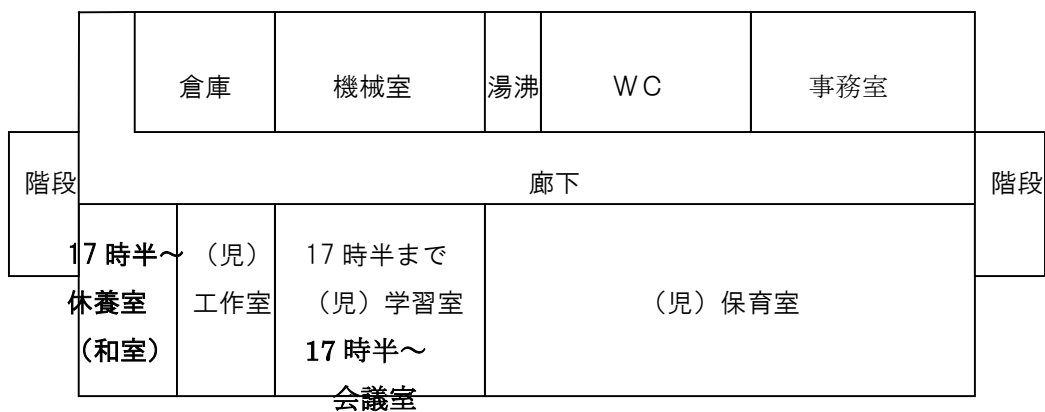 倉庫
機械室
湯沸
ＷＣ
事務室
階段
廊下
階段
17時半～
休養室
（和室）
（児）
工作室
17時半まで
（児）学習室
17時半～
会議室
（児）保育室